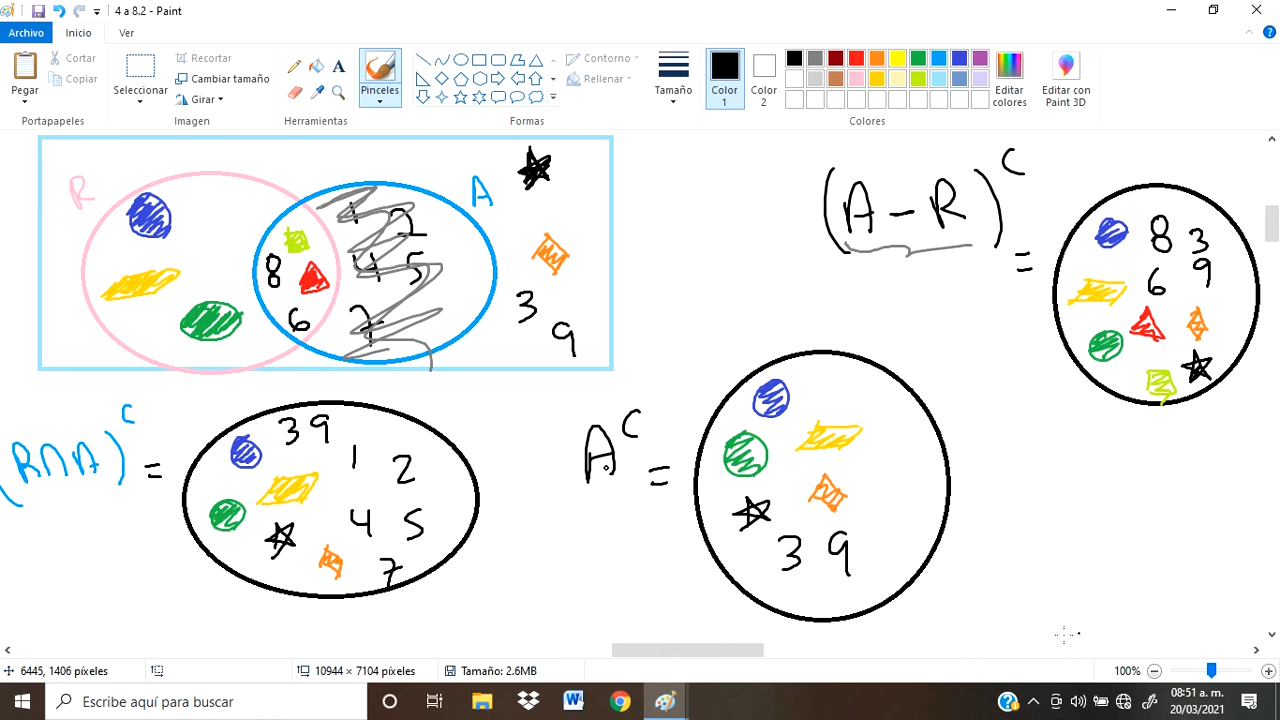 4 a 8.2 - Paint
Archivo Inicio Ver
Pegar
Cortar
Copiar
Portapapeles
Seleccionar
Recortar
Cambiar tamaño
Girar
Imagen
A
Herramientas
Pinceles
Contorno
Rellenar
Formas
Tamaño
Color 1
Color 2
Editar colores
Editar con Paint 3D
Colores
R
A
1 2
8 4 5
6 7
3
9
(A - R)^C =
8 3
6 9
(R∩A)^C =
3 9
1 2
4 5
7
A^C =
3 9
6445, 1406 píxeles
10944 × 7104 píxeles
Tamaño: 2.6MB
100%
Escribe aquí para buscar
08:51 a. m.
20/03/2021